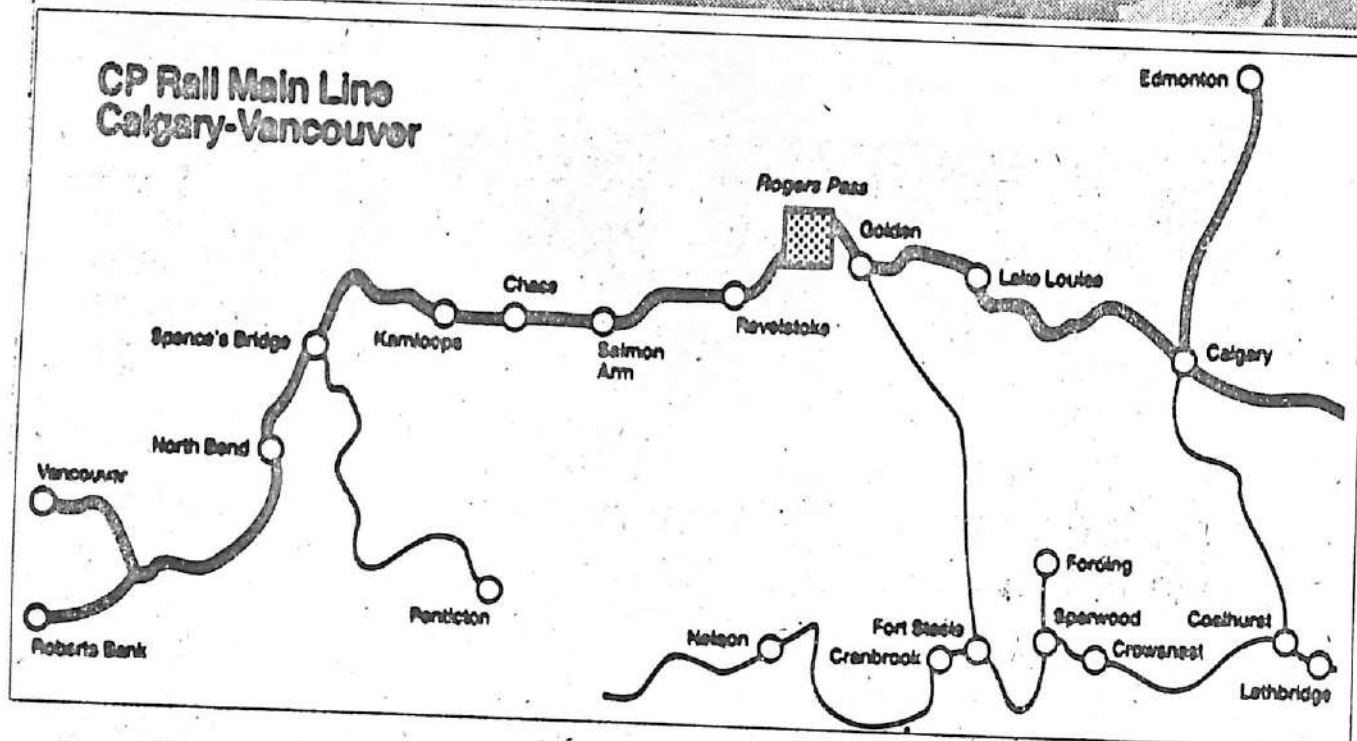 CP Rail Main Line
Calgary-Vancouver
Edmonton
Rogers Pass
Golden
Chase
Lake Louise
Spence's Bridge
Kamloops
Revelstoke
Salmon
Arm
Calgary
North Bend
Vancouver
Fording
Penticton
Sparwood
Coalhurst
Nelson
Fort Steele
Roberts Bank
Cranbrook
Crowsnest
Lethbridge